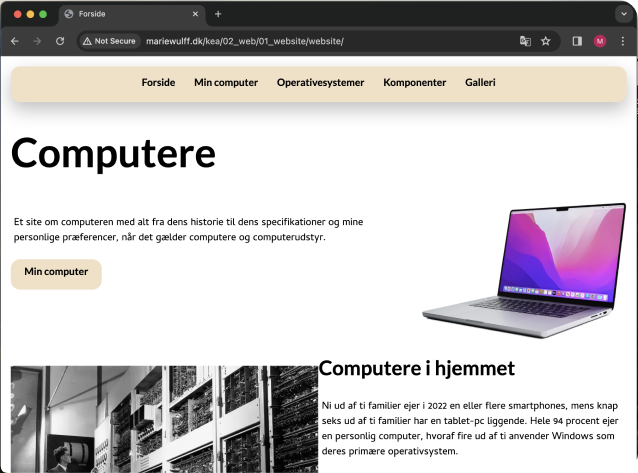 Forside
Not Secure mariewulff.dk/kea/02_web/01_website/website/
M
Forside Min computer Operativesystemer Komponenter Galleri
Computere
Et site om computeren med alt fra dens historie til dens specifikationer og mine
personlige præferencer, når det gælder computere og computerudstyr.
Min computer
Computere i hjemmet
Ni ud af ti familier ejer i 2022 en eller flere smartphones, mens knap
seks ud af ti familier har en tablet-pc liggende. Hele 94 procent ejer
en personlig computer, hvoraf fire ud af ti anvender Windows som
deres primære operativsystem.